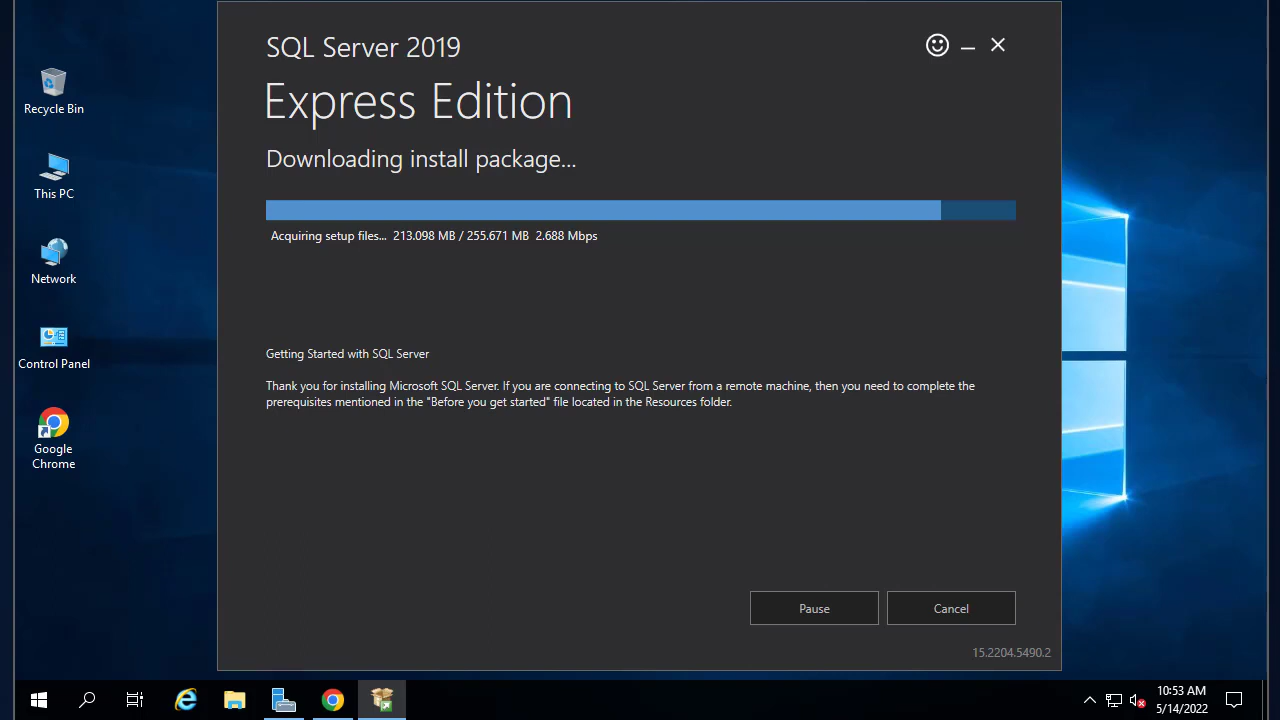 SQL Server 2019
Express Edition
Downloading install package...
Acquiring setup files... 213.098 MB / 255.671 MB 2.688 Mbps
Getting Started with SQL Server
Thank you for installing Microsoft SQL Server. If you are connecting to SQL Server from a remote machine, then you need to complete the
prerequisites mentioned in the "Before you get started" file located in the Resources folder.
Pause
Cancel
15.2204.5490.2
Recycle Bin
This PC
Network
Control Panel
Google
Chrome
10:53 AM
5/14/2022